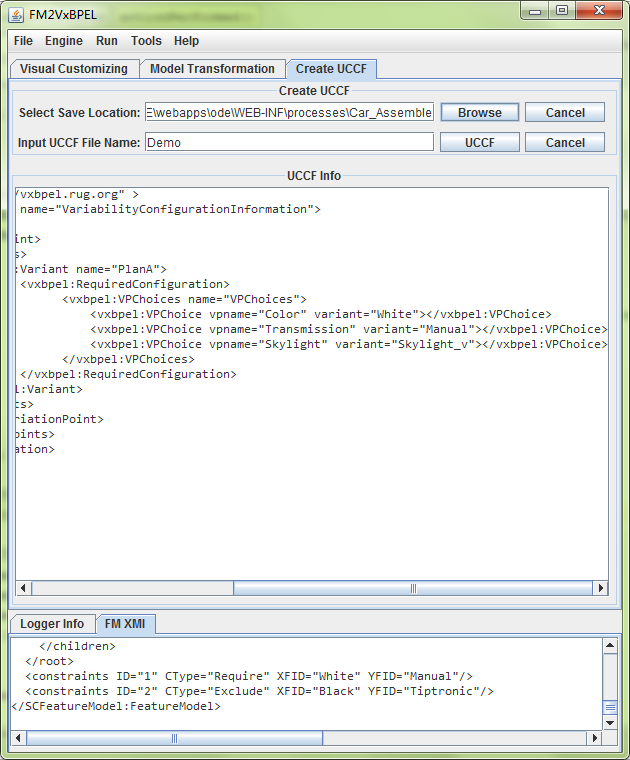 FM2VxBPEL
File Engine Run Tools Help
Visual Customizing Model Transformation Create UCCF
Create UCCF
Select Save Location: E\webapps\ode\WEB-INF\processes\Car_Assemble Browse Cancel
Input UCCF File Name: Demo UCCF Cancel
UCCF Info
/vxbpel.rug.org" >
name="VariabilityConfigurationInformation">
int>
s>
:Variant name="PlanA">
<vxbpel:RequiredConfiguration>
<vxbpel:VPChoices name="VPChoices">
<vxbpel:VPChoice vpname="Color" variant="White"></vxbpel:VPChoice>
<vxbpel:VPChoice vpname="Transmission" variant="Manual"></vxbpel:VPChoice>
<vxbpel:VPChoice vpname="Skylight" variant="Skylight_v"></vxbpel:VPChoice>
</vxbpel:VPChoices>
</vxbpel:RequiredConfiguration>
l:Variant>
ts>
riationPoint>
oints>
ation>
Logger Info FM XMI
</children>
</root>
<constraints ID="1" CType="Require" XFID="White" YFID="Manual"/>
<constraints ID="2" CType="Exclude" XFID="Black" YFID="Tiptronic"/>
</SCFeatureModel:FeatureModel>